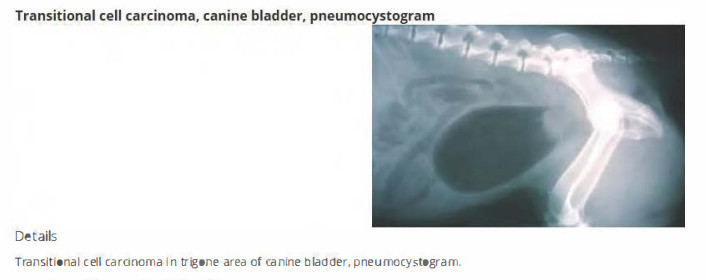 Transitional cell carcinoma, canine bladder, pneumocystogram
Details
Transitional cell carcinoma in trigone area of canine bladder, pneumocystogram.